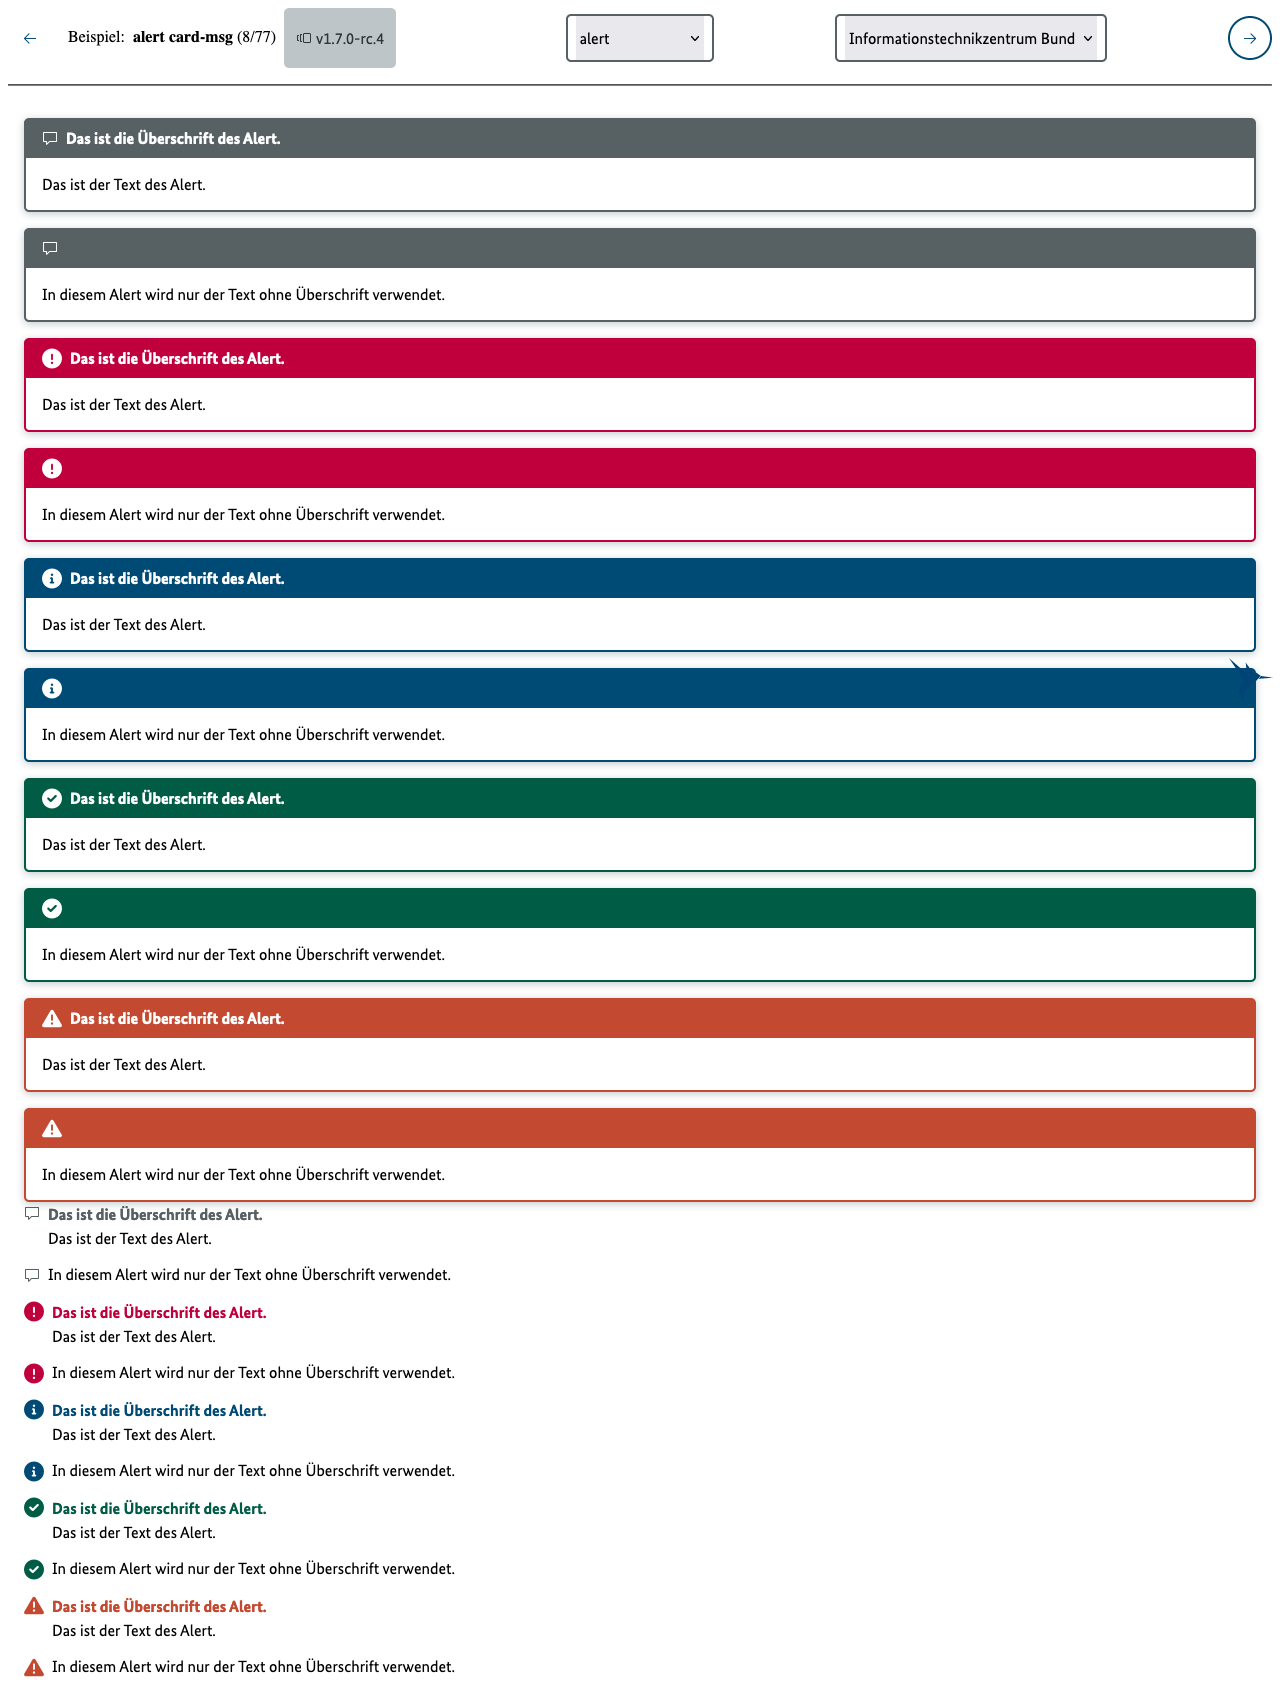 Beispiel: alert card-msg (8/77) v1.7.0-rc.4 alert Informationstechnikzentrum Bund
Das ist die Überschrift des Alert.
Das ist der Text des Alert.
In diesem Alert wird nur der Text ohne Überschrift verwendet.
Das ist die Überschrift des Alert.
Das ist der Text des Alert.
In diesem Alert wird nur der Text ohne Überschrift verwendet.
Das ist die Überschrift des Alert.
Das ist der Text des Alert.
In diesem Alert wird nur der Text ohne Überschrift verwendet.
Das ist die Überschrift des Alert.
Das ist der Text des Alert.
In diesem Alert wird nur der Text ohne Überschrift verwendet.
Das ist die Überschrift des Alert.
Das ist der Text des Alert.
In diesem Alert wird nur der Text ohne Überschrift verwendet.
Das ist die Überschrift des Alert.
Das ist der Text des Alert.
In diesem Alert wird nur der Text ohne Überschrift verwendet.
Das ist die Überschrift des Alert.
Das ist der Text des Alert.
In diesem Alert wird nur der Text ohne Überschrift verwendet.
Das ist die Überschrift des Alert.
Das ist der Text des Alert.
In diesem Alert wird nur der Text ohne Überschrift verwendet.
Das ist die Überschrift des Alert.
Das ist der Text des Alert.
In diesem Alert wird nur der Text ohne Überschrift verwendet.
Das ist die Überschrift des Alert.
Das ist der Text des Alert.
In diesem Alert wird nur der Text ohne Überschrift verwendet.